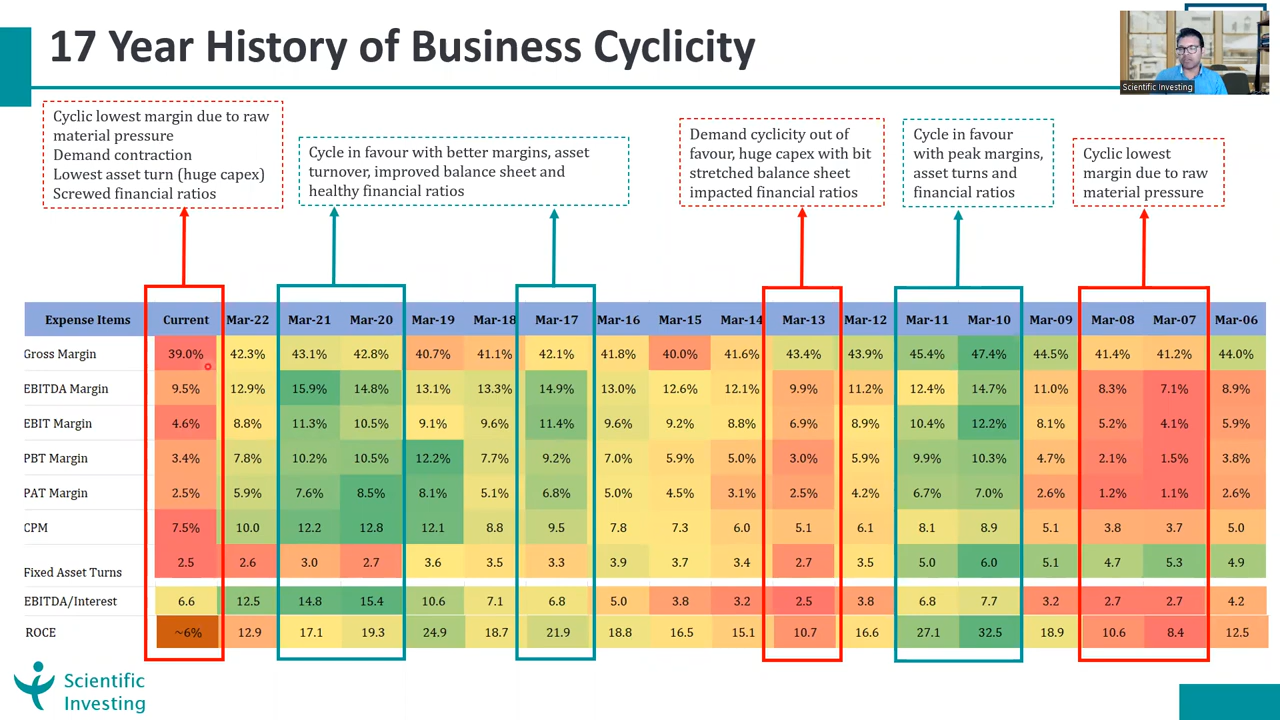 17 Year History of Business Cyclicity
Scientific Investing
Cyclic lowest margin due to raw
material pressure
Demand contraction
Lowest asset turn (huge capex)
Screwed financial ratios
Cycle in favour with better margins, asset
turnover, improved balance sheet and
healthy financial ratios
Demand cyclicity out of
favour, huge capex with bit
stretched balance sheet
impacted financial ratios
Cycle in favour
with peak margins,
asset turns and
financial ratios
Cyclic lowest
margin due to raw
material pressure
Expense Items Current Mar-22 Mar-21 Mar-20 Mar-19 Mar-18 Mar-17 Mar-16 Mar-15 Mar-14 Mar-13 Mar-12 Mar-11 Mar-10 Mar-09 Mar-08 Mar-07 Mar-06
Gross Margin 39.0% 42.3% 43.1% 42.8% 40.7% 41.1% 42.1% 41.8% 40.0% 41.6% 43.4% 43.9% 45.4% 47.4% 44.5% 41.4% 41.2% 44.0%
EBITDA Margin 9.5% 12.9% 15.9% 14.8% 13.1% 13.3% 14.9% 13.0% 12.6% 12.1% 9.9% 11.2% 12.4% 14.7% 11.0% 8.3% 7.1% 8.9%
EBIT Margin 4.6% 8.8% 11.3% 10.5% 9.1% 9.6% 11.4% 9.6% 9.2% 8.8% 6.9% 8.9% 10.4% 12.2% 8.1% 5.2% 4.1% 5.9%
PBT Margin 3.4% 7.8% 10.2% 10.5% 12.2% 7.7% 9.2% 7.0% 5.9% 5.0% 3.0% 5.9% 9.9% 10.3% 4.7% 2.1% 1.5% 3.8%
PAT Margin 2.5% 5.9% 7.6% 8.5% 8.1% 5.1% 6.8% 5.0% 4.5% 3.1% 2.5% 4.2% 6.7% 7.0% 2.6% 1.2% 1.1% 2.6%
CPM 7.5% 10.0 12.2 12.8 12.1 8.8 9.5 7.8 7.3 6.0 5.1 6.1 8.1 8.9 5.1 3.8 3.7 5.0
Fixed Asset Turns 2.5 2.6 3.0 2.7 3.6 3.5 3.3 3.9 3.7 3.4 2.7 3.5 5.0 6.0 5.1 4.7 5.3 4.9
EBITDA/Interest 6.6 12.5 14.8 15.4 10.6 7.1 6.8 5.0 3.8 3.2 2.5 3.8 6.8 7.7 3.2 2.7 2.7 4.2
ROCE ~6% 12.9 17.1 19.3 24.9 18.7 21.9 18.8 16.5 15.1 10.7 16.6 27.1 32.5 18.9 10.6 8.4 12.5
Scientific
Investing